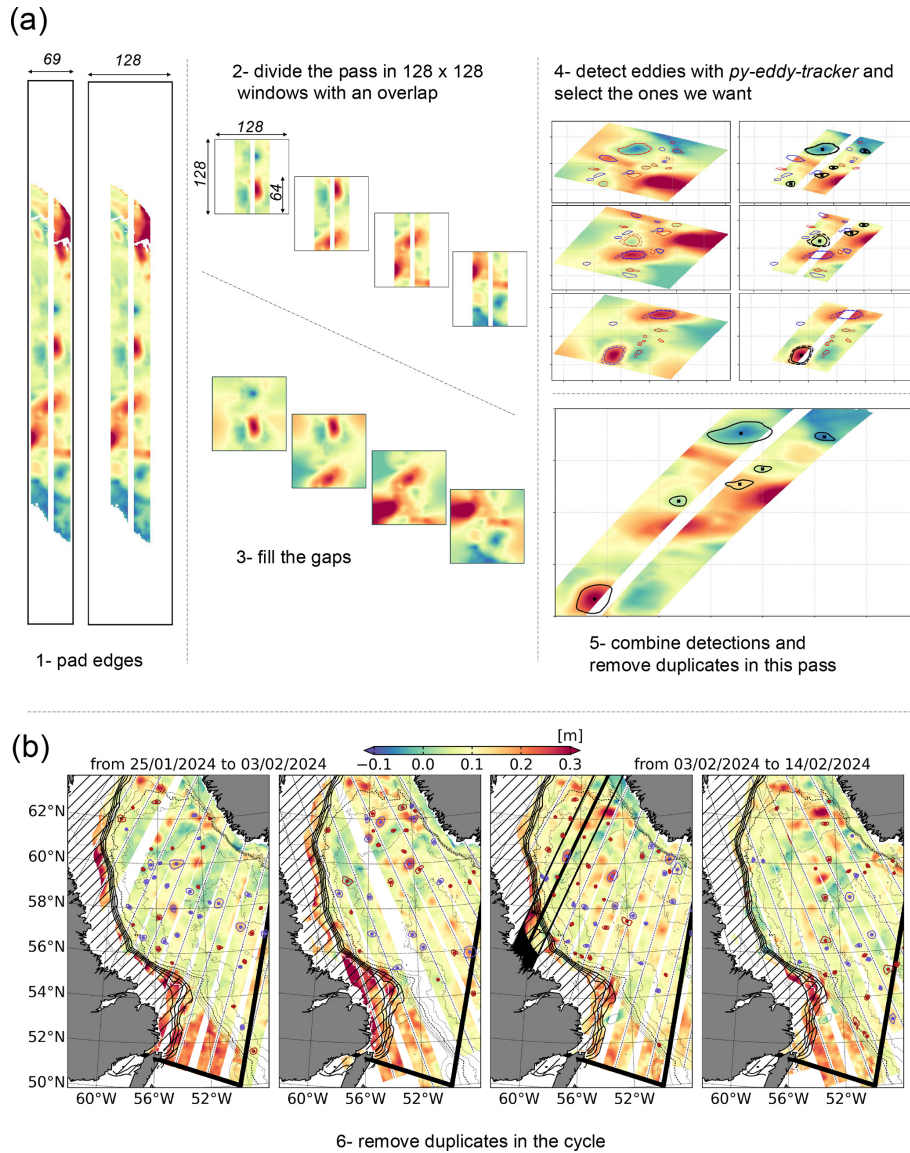 (a)
69
128
1- pad edges
2- divide the pass in 128 x 128
windows with an overlap
128
128
64
3- fill the gaps
4- detect eddies with py-eddy-tracker and
select the ones we want
5- combine detections and
remove duplicates in this pass
(b)
[m]
from 25/01/2024 to 03/02/2024
−0.1 0.0 0.1 0.2 0.3
from 03/02/2024 to 14/02/2024
62°N
60°N
58°N
56°N
54°N
52°N
50°N
60°W 56°W 52°W
60°W 56°W 52°W
60°W 56°W 52°W
60°W 56°W 52°W
6- remove duplicates in the cycle